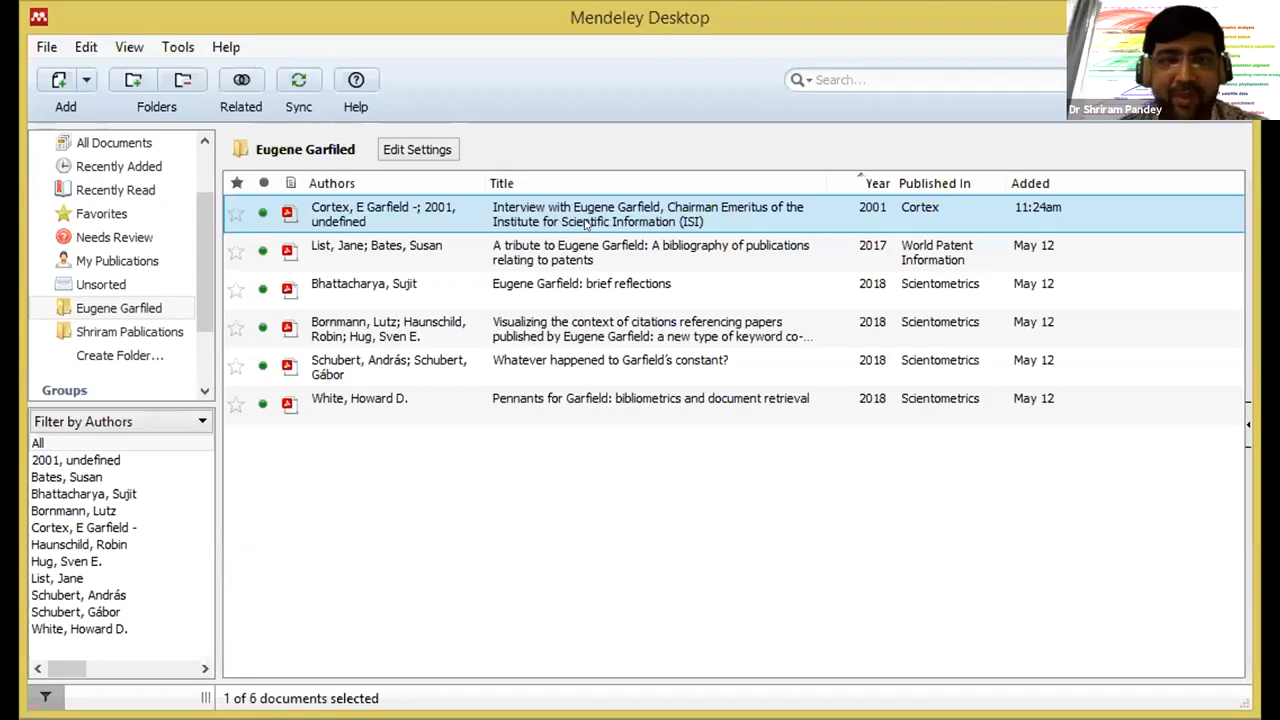 Mendeley Desktop
File Edit View Tools Help
Add Folders Related Sync Help
Dr Shriram Pandey
All Documents
Recently Added
Recently Read
Favorites
Needs Review
My Publications
Unsorted
Eugene Garfiled
Shriram Pablications
Create Folder...
Groups
Filter by Authors
All
2001, undefined
Bates, Susan
Bhattacharya, Sujit
Bornmann, Lutz
Cortex, E Garfield -
Haunschild, Robin
Hug, Sven E.
List, Jane
Schubert, András
Schubert, Gábor
White, Howard D.
Eugene Garfiled Edit Settings
Authors Title Year Published In Added
Cortex, E Garfield -; 2001, Interview with Eugene Garfield, Chairman Emeritus of the 2001 Cortex 11:24am
undefined Institute for Scientific Information (ISI)
List, Jane; Bates, Susan A tribute to Eugene Garfield: A bibliography of publications 2017 World Patent May 12
relating to patents Information
Bhattacharya, Sujit Eugene Garfield: brief reflections 2018 Scientometrics May 12
Bornmann, Lutz; Haunschild, Visualizing the context of citations referencing papers 2018 Scientometrics May 12
Robin; Hug, Sven E. published by Eugene Garfield: a new type of keyword co-...
Schubert, András; Schubert, Whatever happened to Garfield's constant? 2018 Scientometrics May 12
Gábor
White, Howard D. Pennants for Garfield: bibliometrics and document retrieval 2018 Scientometrics May 12
1 of 6 documents selected